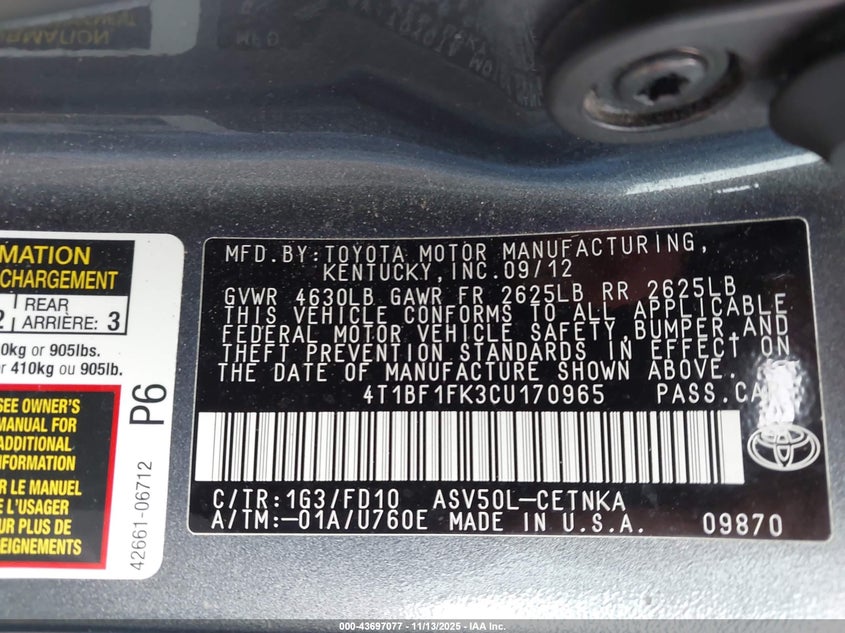 MFD.BY:TOYOTA MOTOR MANUFACTURING,
KENTUCKY,INC.09/12
GVWR 4630LB GAWR FR 2625LB RR 2625LB
THIS VEHICLE CONFORMS TO ALL APPLICABLE
FEDERAL MOTOR VEHICLE SAFETY,BUMPER,AND
THEFT PREVENTION STANDARDS IN EFFECT ON
THE DATE OF MANUFACTURE SHOWN ABOVE.
4T1BF1FK3CU170965 PASS.CAR
C/TR:1G3/FD10 ASV50L-CETNKA
A/TM:-01A/U760E MADE IN U.S.A. 09870
MATION
CHARGEMENT
2 REAR
ARRIÈRE: 3
0kg or 905lbs.
r 410kg ou 905lb.
SEE OWNER'S
MANUAL FOR
ADDITIONAL
NFORMATION
R LE MANUEL
L'USAGER
UR PLUS DE
SEIGNEMENTS
P6
42661-06712
000-43697077 - 11/13/2025 - IAA Inc.